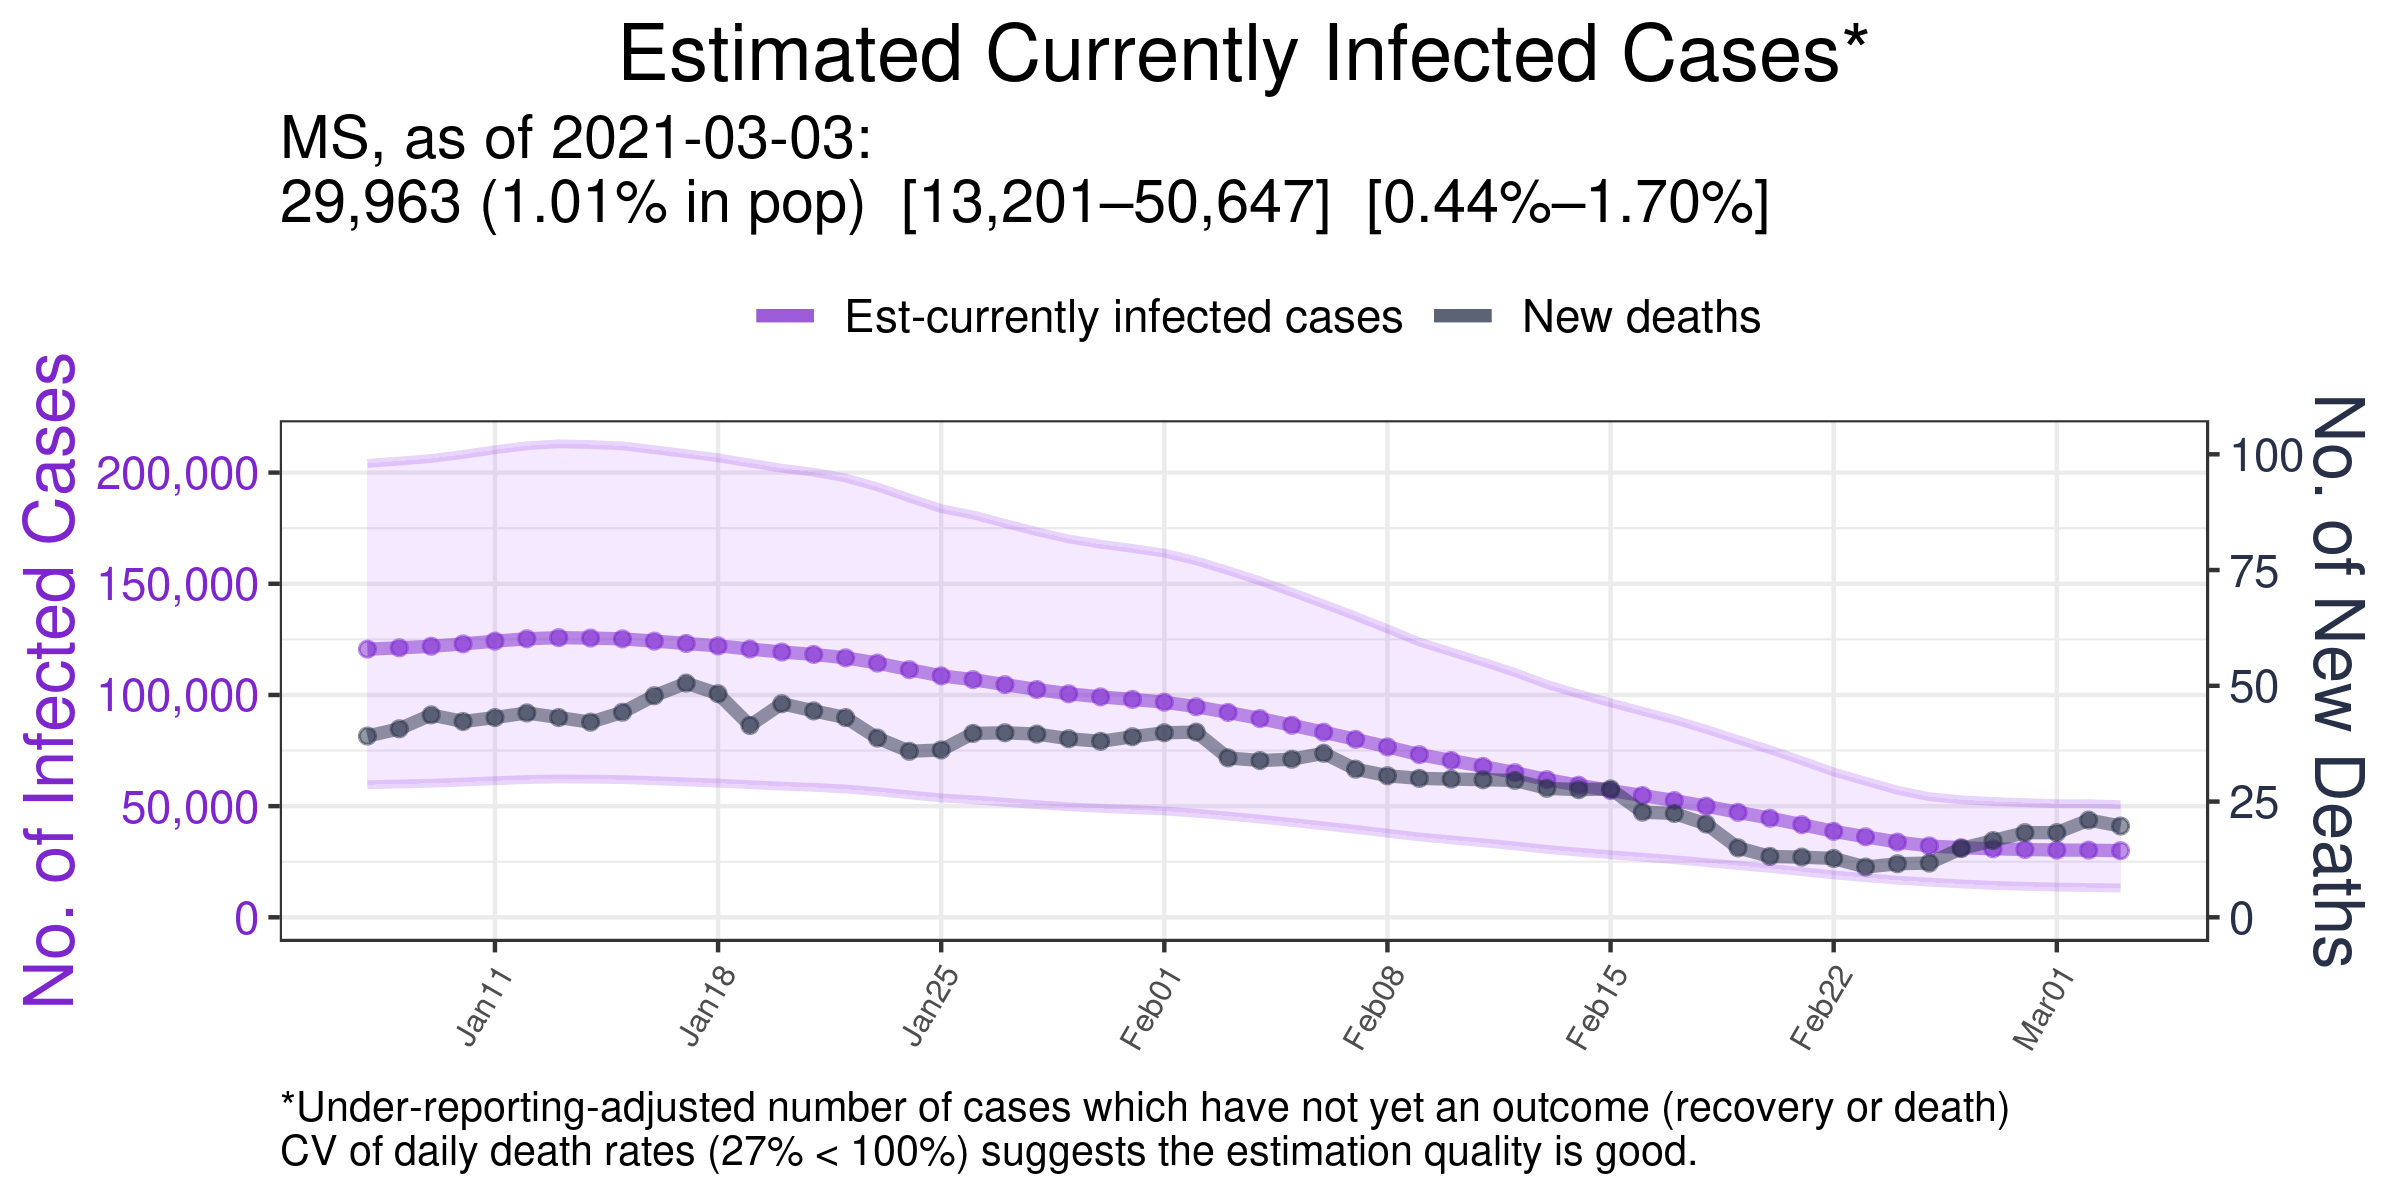 Estimated Currently Infected Cases*
MS, as of 2021-03-03:
29,963 (1.01% in pop)  [13,201–50,647]  [0.44%–1.70%]
Est-currently infected cases
New deaths
No. of Infected Cases
200,000
150,000
100,000
50,000
0
100
75
50
25
0
No. of New Deaths
Jan11
Jan18
Jan25
Feb01
Feb08
Feb15
Feb22
Mar01
*Under-reporting-adjusted number of cases which have not yet an outcome (recovery or death)
CV of daily death rates (27% < 100%) suggests the estimation quality is good.